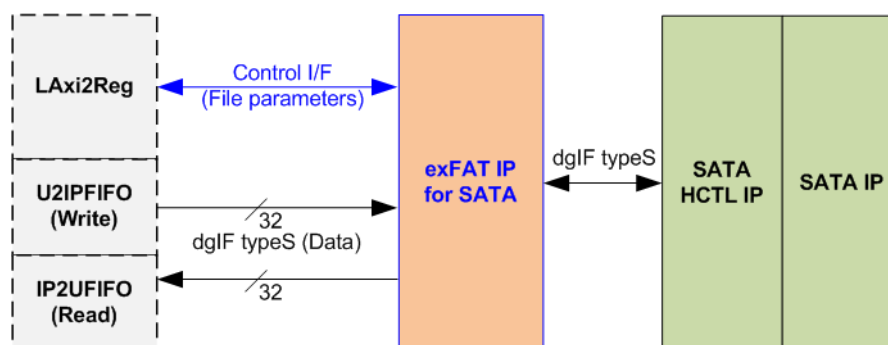 LAxi2Reg
Control I/F
(File parameters)
U2IPFIFO
(Write)
32
dgIF typeS (Data)
IP2UFIFO
(Read)
32
exFAT IP
for SATA
dgIF typeS
SATA
HCTL IP
SATA IP